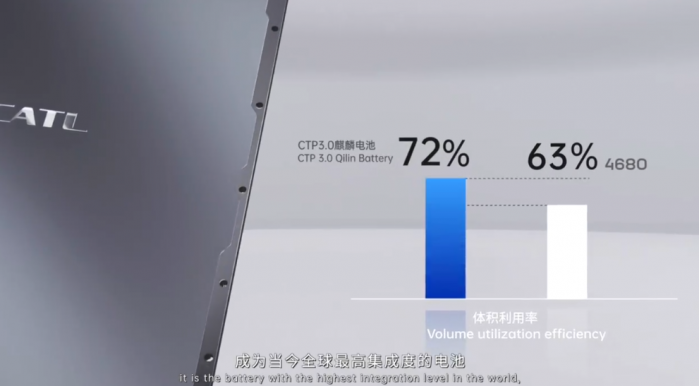 CATL
CTP3.0麒麟电池
CTP 3.0 Qilin Battery
72%
63% 4680
体积利用率
Volume utilization efficiency
成为当今全球最高集成度的电池
it is the battery with the highest integration level in the world,